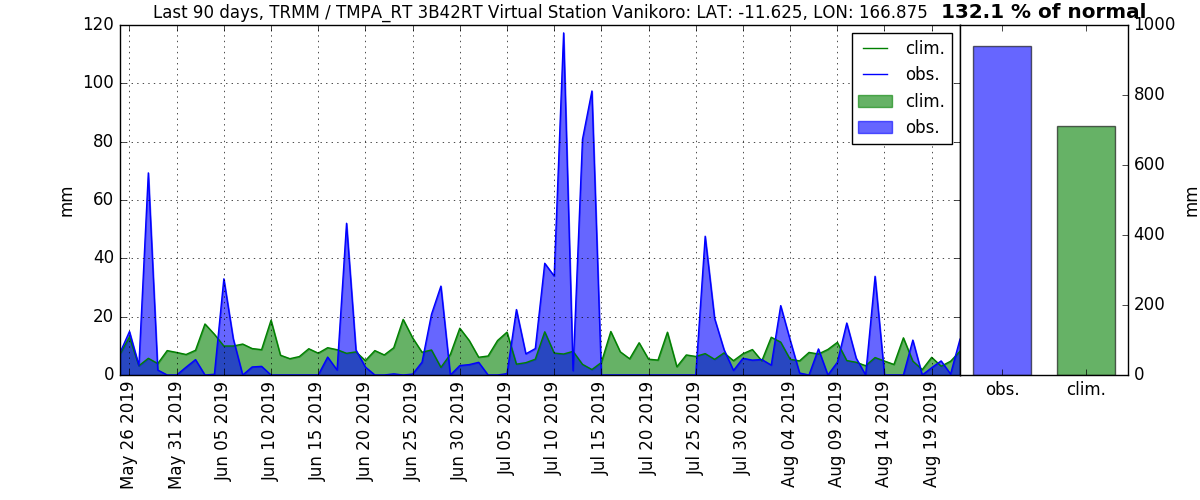 Last 90 days, TRMM / TMPA_RT 3B42RT Virtual Station Vanikoro: LAT: -11.625, LON: 166.875 132.1 % of normal
120
100
80
60
40
20
0
mm
clim.
obs.
clim.
obs.
1000
800
600
400
200
0
mm
May 26 2019
May 31 2019
Jun 05 2019
Jun 10 2019
Jun 15 2019
Jun 20 2019
Jun 25 2019
Jun 30 2019
Jul 05 2019
Jul 10 2019
Jul 15 2019
Jul 20 2019
Jul 25 2019
Jul 30 2019
Aug 04 2019
Aug 09 2019
Aug 14 2019
Aug 19 2019
obs.
clim.